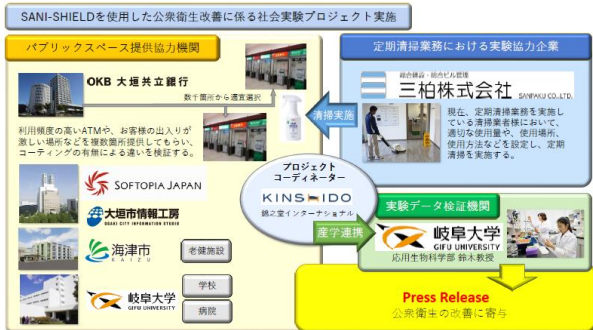 SANI-SHIELDを使用した公衆衛生改善に係る社会実験プロジェクト実施
パブリックスペース提供協力機関
OKB 大垣共立銀行
数千箇所から適宜選択
利用頻度の高いATMや、お客様の出入りが
激しい場所などを複数箇所提供してもらい、
コーティングの有無による違いを検証する。
SOFTOPIA JAPAN
大垣市情報工房
OGAKI CITY INFORMATION STUDIO
海津市
KAIZU
老健施設
岐阜大学
GIFU UNIVERSITY
学校
病院
清掃実施
プロジェクト
コーディネーター
KINSHIDO
錦之堂インターナショナル
産学連携
定期清掃業務における実験協力企業
総合建設・総合ビル管理
三柏株式会社
SANPAKU CO.,LTD.
現在、定期清掃業務を実施し
ている清掃業者様において、
適切な使用量や、使用場所、
使用方法などを設定し、定期
清掃を実施する。
実験データ検証機関
岐阜大学
GIFU UNIVERSITY
応用生物科学部 鈴木教授
Press Release
公衆衛生の改善に寄与